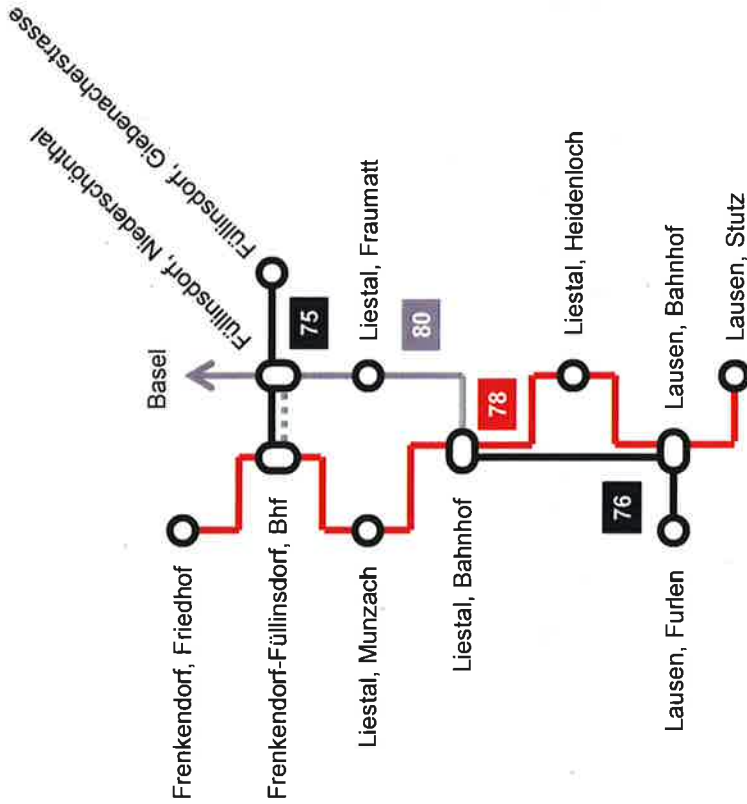 Füllinsdorf, Giebenacherstrasse
Füllinsdorf, Niederschönthal
Basel
75
80
Liestal, Fraumatt
Frenkendorf, Friedhof
Frenkendorf-Füllinsdorf, Bhf
Liestal, Munzach
78
Liestal, Heidenloch
Liestal, Bahnhof
76
Lausen, Bahnhof
Lausen, Furlen
Lausen, Stutz